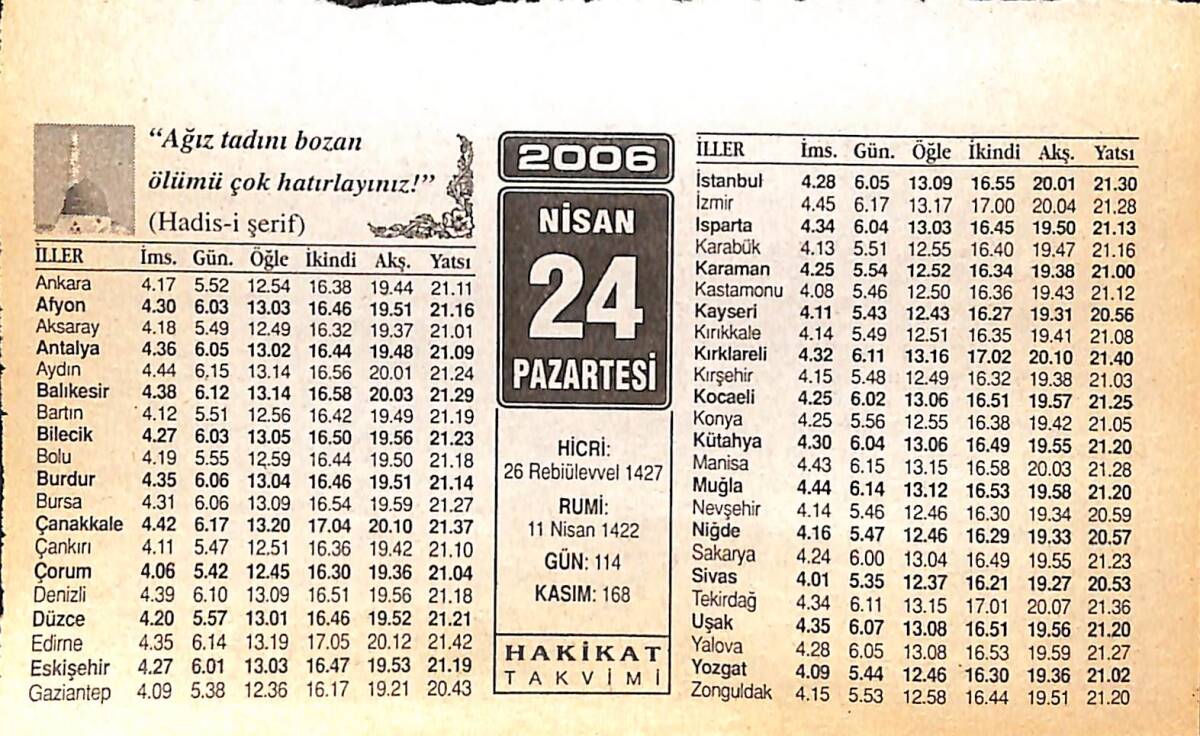 “Ağız tadını bozan
ölümü çok hatırlayınız!”
(Hadis-i şerif)
İLLER İms. Gün. Öğle İkindi Akş. Yatsı
Ankara 4.17 5.52 12.54 16.38 19.44 21.11
Afyon 4.30 6.03 13.03 16.46 19.51 21.16
Aksaray 4.18 5.49 12.49 16.32 19.37 21.01
Antalya 4.36 6.05 13.02 16.44 19.48 21.09
Aydın 4.44 6,15 13.14 16.56 20.01 21.24
Balıkesir 4.38 6.12 13.14 16.58 20.03 21.29
Bartın 4.12 5.51 12.56 16.42 19.49 21.19
Bilecik 4.27 6.03 13.05 16.50 19.56 21.23
Bolu 4.19 5.55 12.59 16.44 19.50 21.18
Burdur 4.35 6.06 13.04 16.46 19.51 21.14
Bursa 4.31 6.06 13.09 16.54 19.59 21.27
Çanakkale 4.42 6.17 13.20 17.04 20.10 21.37
Çankırı 4.11 5.47 12.51 16.36 19.42 21.10
Çorum 4.06 5.42 12.45 16.30 19.36 21.04
Denizli 4.39 6.10 13.09 16.51 19.56 21.18
Düzce 4.20 5.57 13.01 16.46 19.52 21.21
Edirne 4.35 6.14 13.19 17.05 20.12 21.42
Eskişehir 4.27 6.01 13.03 16.47 19.53 21.19
Gaziantep 4.09 5.38 12.36 16.17 19.21 20.43
2006
NİSAN
24
PAZARTESİ
HİCRİ:
26 Rebiülevvel 1427
RUMİ:
11 Nisan 1422
GÜN: 114
KASIM: 168
HAKİKAT
TAKVİMİ
İLLER İms. Gün. Öğle İkindi Akş. Yatsı
İstanbul 4.28 6.05 13.09 16.55 20.01 21.30
İzmir 4.45 6.17 13.17 17.00 20.04 21.28
Isparta 4.34 6.04 13.03 16.45 19.50 21.13
Karabük 4.13 5.51 12.55 16.40 19.47 21.16
Karaman 4.25 5.54 12.52 16.34 19.38 21.00
Kastamonu 4.08 5.46 12.50 16.36 19.43 21.12
Kayseri 4.11 5.43 12.43 16.27 19.31 20.56
Kırıkkale 4.14 5.49 12.51 16.35 19.41 21.08
Kırklareli 4.32 6.11 13.16 17.02 20.10 21.40
Kırşehir 4.15 5.48 12.49 16.32 19.38 21.03
Kocaeli 4.25 6.02 13.06 16.51 19.57 21.25
Konya 4.25 5.56 12.55 16.38 19.42 21.05
Kütahya 4.30 6.04 13.06 16.49 19.55 21.20
Manisa 4.43 6.15 13.15 16.58 20.03 21.28
Muğla 4.44 6.14 13.12 16.53 19.58 21.20
Nevşehir 4.14 5.46 12.46 16.30 19.34 20.59
Niğde 4.16 5.47 12.46 16.29 19.33 20.57
Sakarya 4.24 6.00 13.04 16.49 19.55 21.23
Sivas 4.01 5.35 12.37 16.21 19.27 20.53
Tekirdağ 4.34 6.11 13.15 17.01 20.07 21.36
Uşak 4.35 6.07 13.08 16.51 19.56 21.20
Yalova 4.28 6.05 13.08 16.53 19.59 21.27
Yozgat 4.09 5.44 12.46 16.30 19.36 21.02
Zonguldak 4.15 5.53 12.58 16.44 19.51 21.20